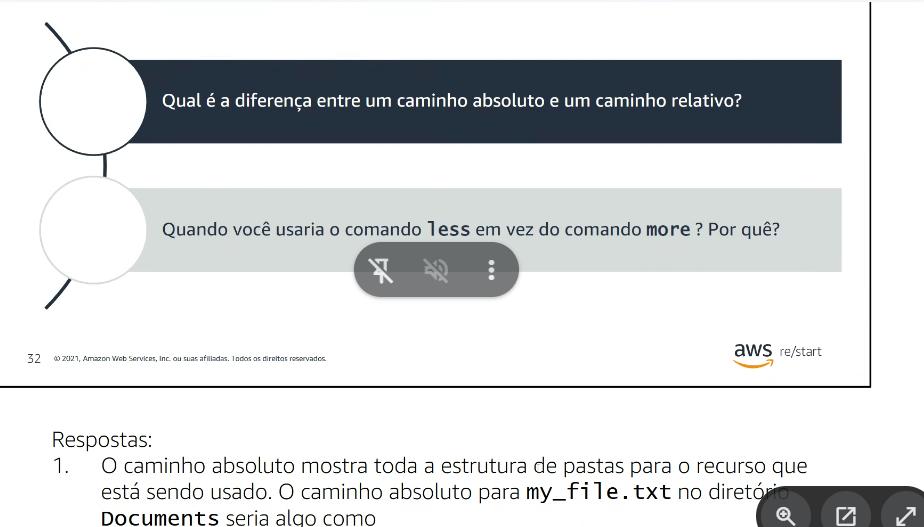 Qual é a diferença entre um caminho absoluto e um caminho relativo?
Quando você usaria o comando less em vez do comando more ? Por quê?
32 © 2021, Amazon Web Services, Inc. ou suas afiliadas. Todos os direitos reservados.
aws re/start
Respostas:
1. O caminho absoluto mostra toda a estrutura de pastas para o recurso que
está sendo usado. O caminho absoluto para my_file.txt no diretório
Documents seria algo como